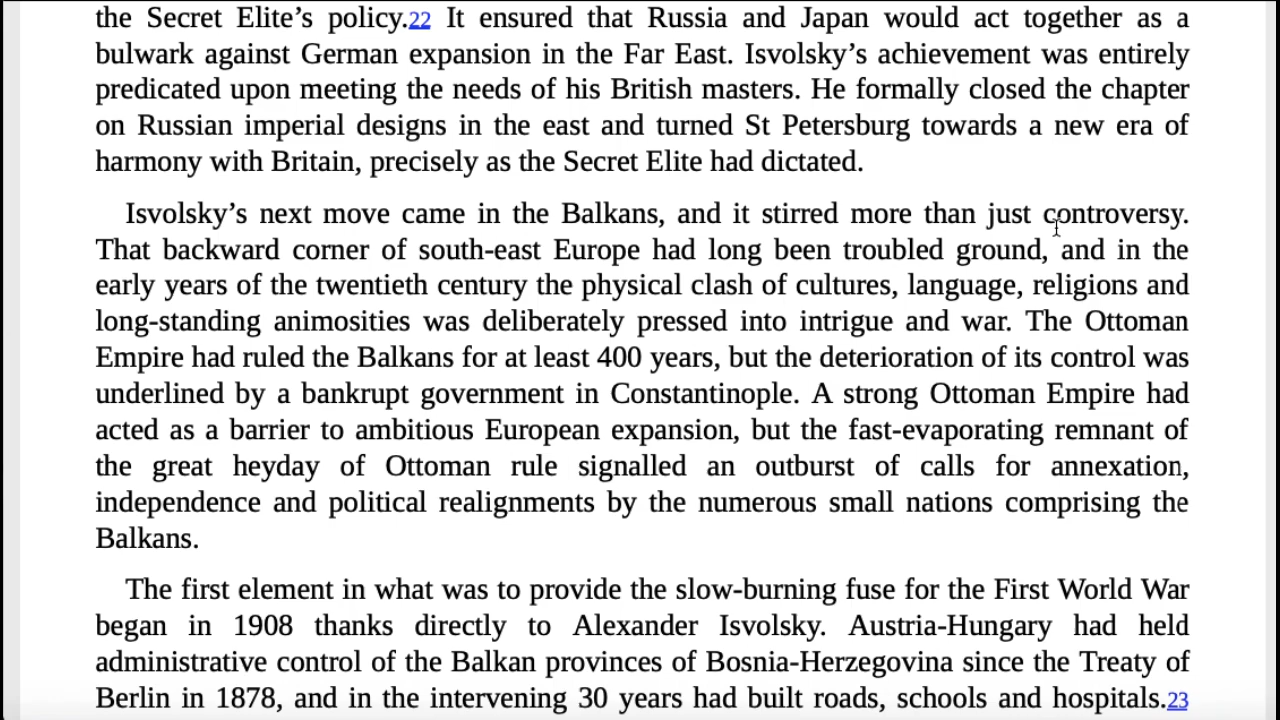 the Secret Elite’s policy.22 It ensured that Russia and Japan would act together as a
bulwark against German expansion in the Far East. Isvolsky’s achievement was entirely
predicated upon meeting the needs of his British masters. He formally closed the chapter
on Russian imperial designs in the east and turned St Petersburg towards a new era of
harmony with Britain, precisely as the Secret Elite had dictated.
Isvolsky’s next move came in the Balkans, and it stirred more than just controversy.
That backward corner of south-east Europe had long been troubled ground, and in the
early years of the twentieth century the physical clash of cultures, language, religions and
long-standing animosities was deliberately pressed into intrigue and war. The Ottoman
Empire had ruled the Balkans for at least 400 years, but the deterioration of its control was
underlined by a bankrupt government in Constantinople. A strong Ottoman Empire had
acted as a barrier to ambitious European expansion, but the fast-evaporating remnant of
the great heyday of Ottoman rule signalled an outburst of calls for annexation,
independence and political realignments by the numerous small nations comprising the
Balkans.
The first element in what was to provide the slow-burning fuse for the First World War
began in 1908 thanks directly to Alexander Isvolsky. Austria-Hungary had held
administrative control of the Balkan provinces of Bosnia-Herzegovina since the Treaty of
Berlin in 1878, and in the intervening 30 years had built roads, schools and hospitals.23